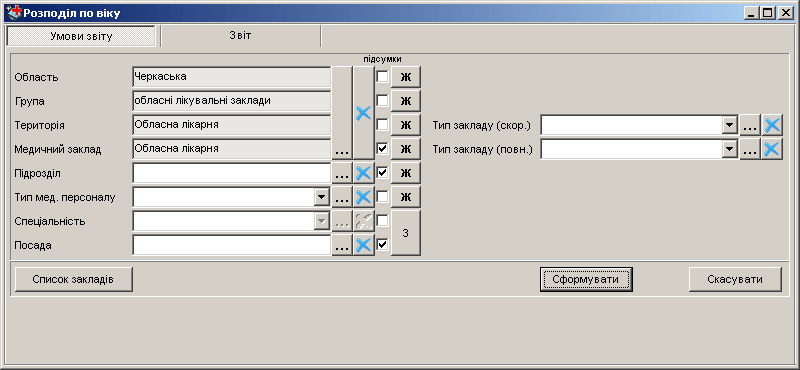 Розподіл по віку
Умови звіту Звіт
підсумки
Область Черкаська Ж
Група обласні лікувальні заклади Ж
Територія Обласна лікарня Ж Тип закладу (скор.) ...
Медичний заклад Обласна лікарня ... Ж Тип закладу (повн.) ...
Підрозділ ... Ж
Тип мед. персоналу ... Ж
Спеціальність ...
Посада ... З
Список закладів Сформувати Скасувати